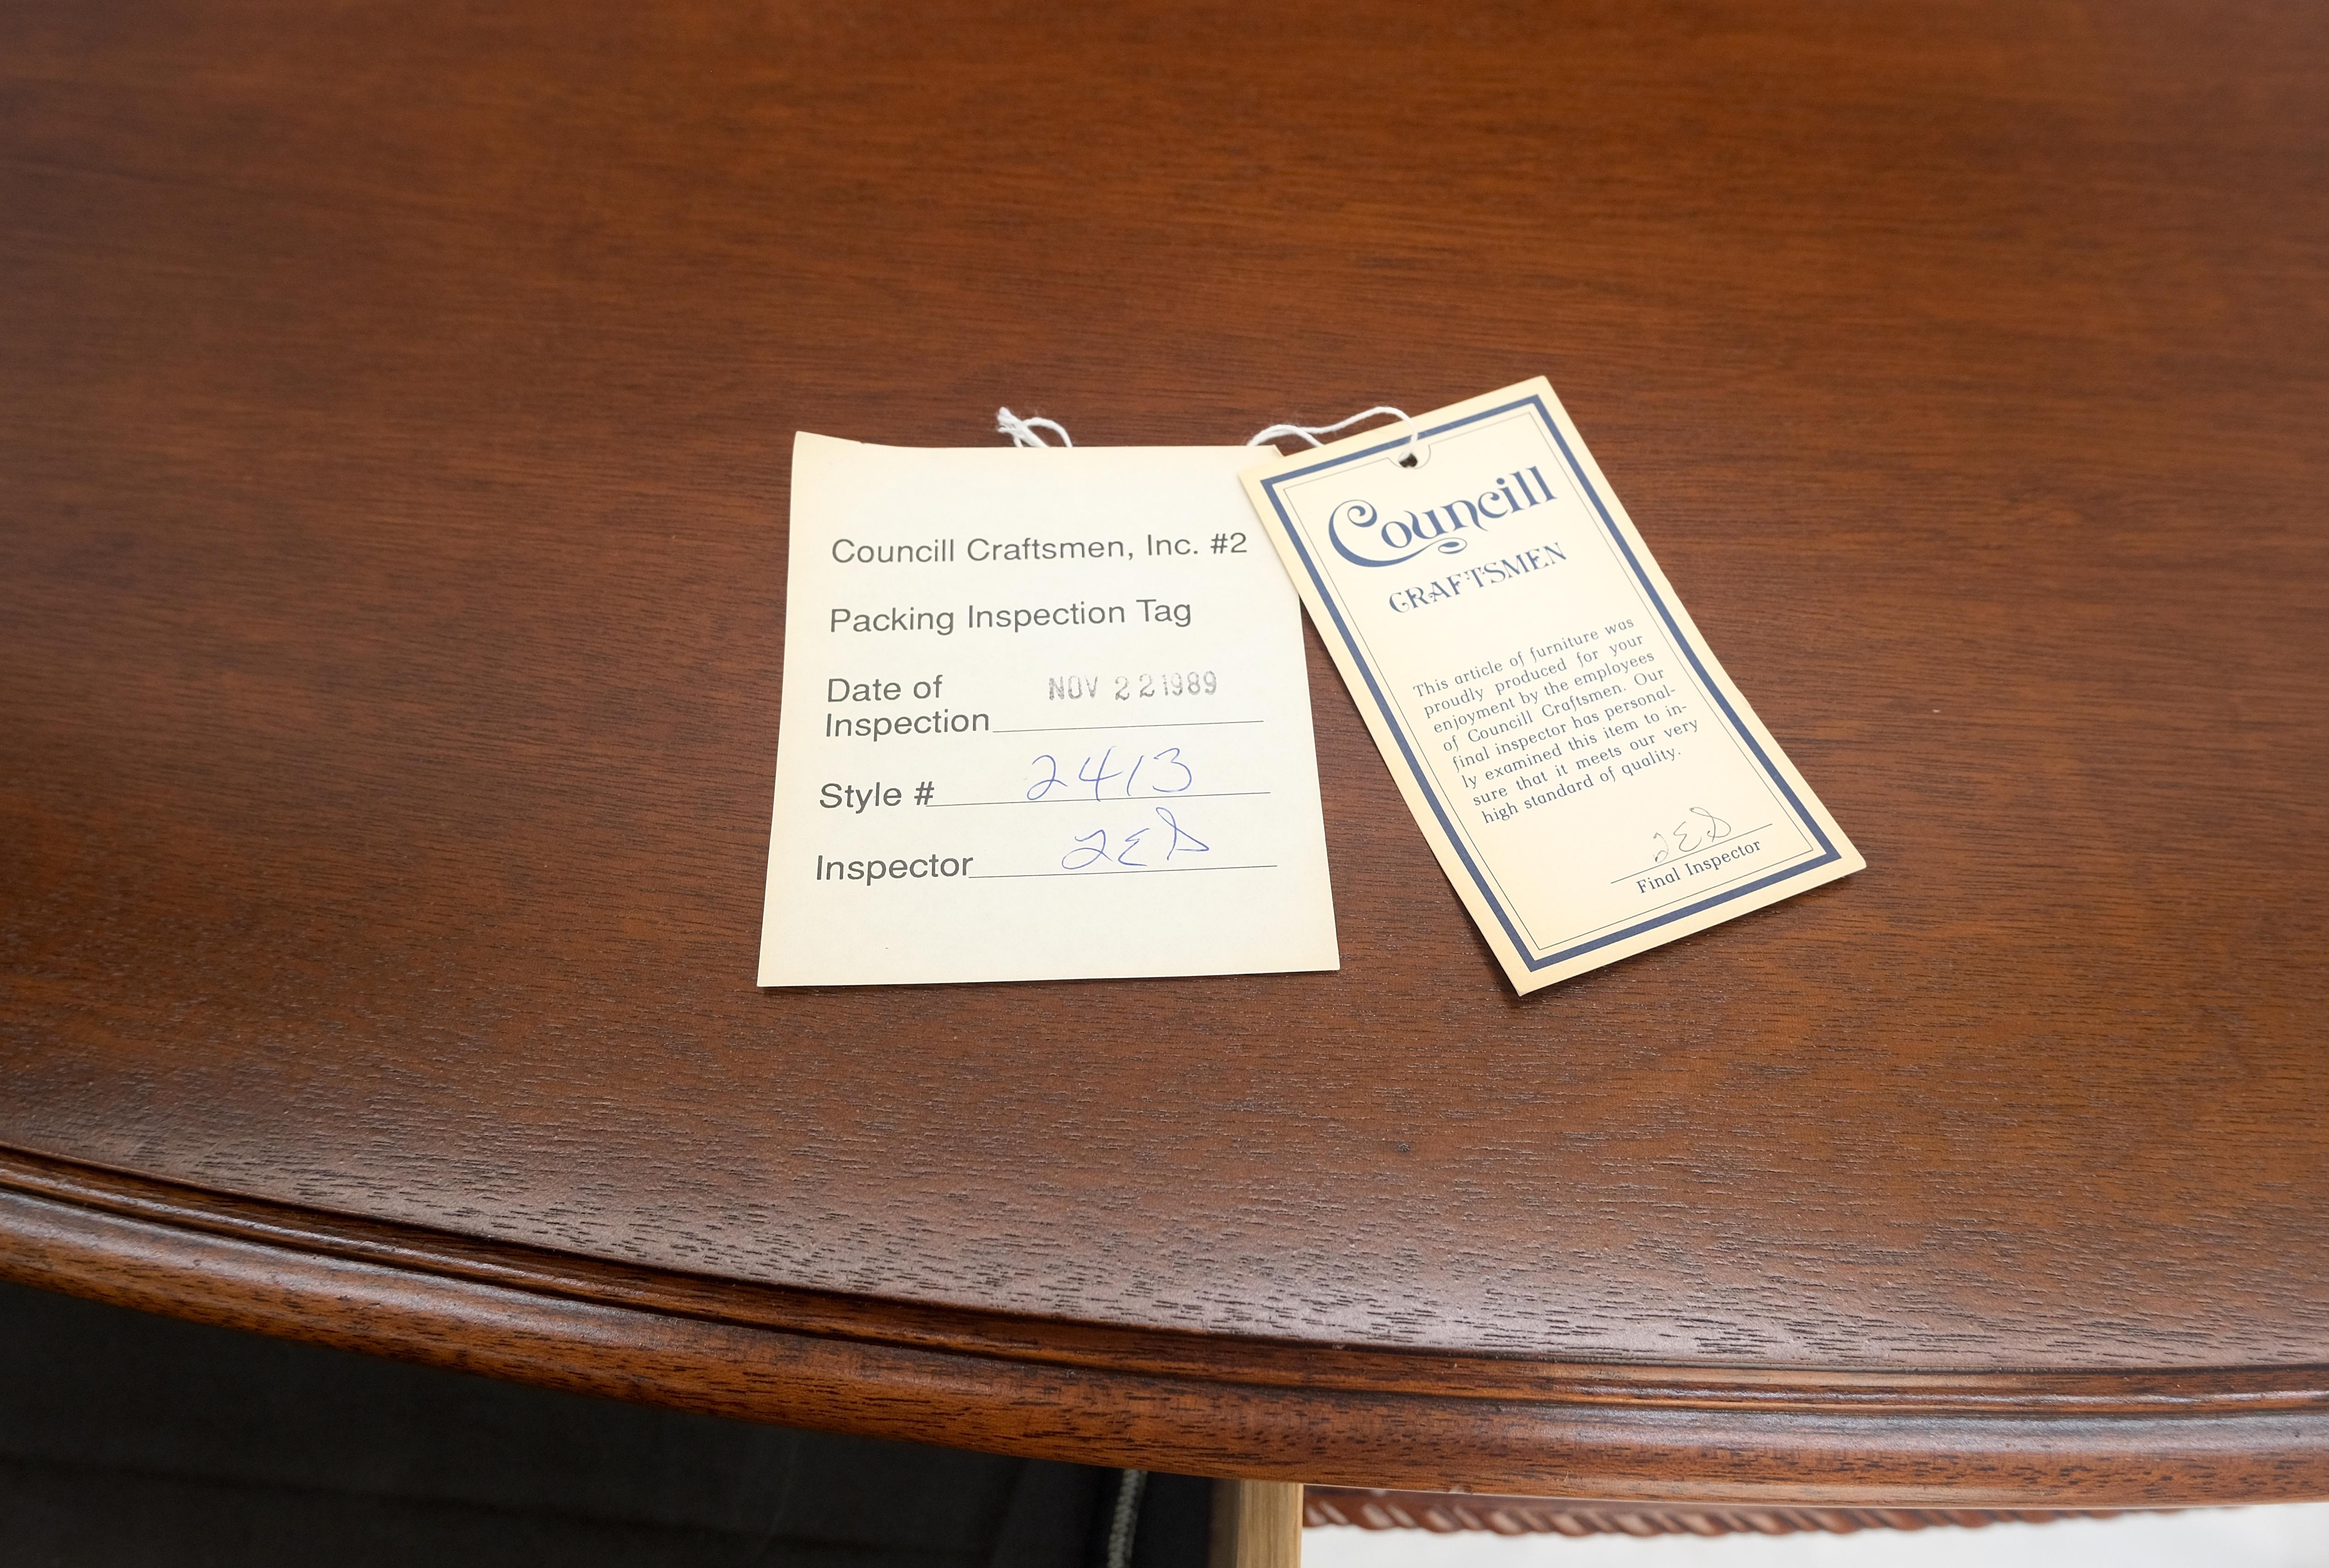 Councill Craftsmen, Inc. #2
Packing Inspection Tag
Date of
Inspection NOV 22 1989
Style # 2413
Inspector
Councill
CRAFTSMEN
This article of furniture was
proudly produced for your
enjoyment by the employees
of Councill Craftsmen. Our
final inspector has personal-
ly examined this item to in-
sure that it meets our very
high standard of quality.
Final Inspector